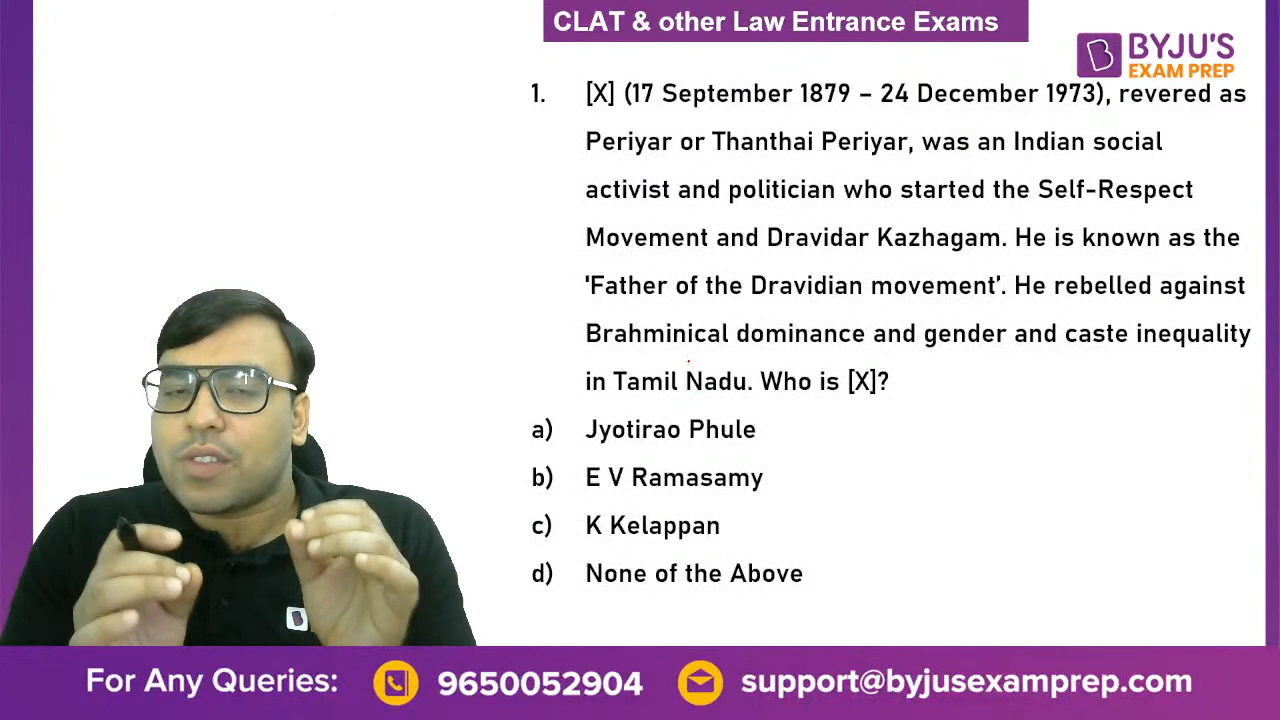 CLAT & other Law Entrance Exams
BYJU'S
EXAM PREP
1. [X] (17 September 1879 – 24 December 1973), revered as
Periyar or Thanthai Periyar, was an Indian social
activist and politician who started the Self-Respect
Movement and Dravidar Kazhagam. He is known as the
'Father of the Dravidian movement’. He rebelled against
Brahminical dominance and gender and caste inequality
in Tamil Nadu. Who is [X]?
a) Jyotirao Phule
b) E V Ramasamy
c) K Kelappan
d) None of the Above
For Any Queries: 9650052904 support@byjusexamprep.com